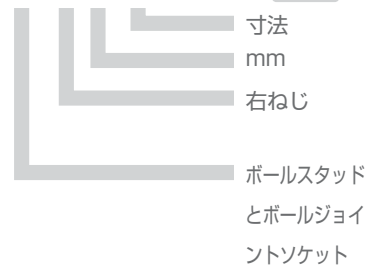 寸法
mm
右ねじ
ボールスタッド
とボールジョイ
ントソケット